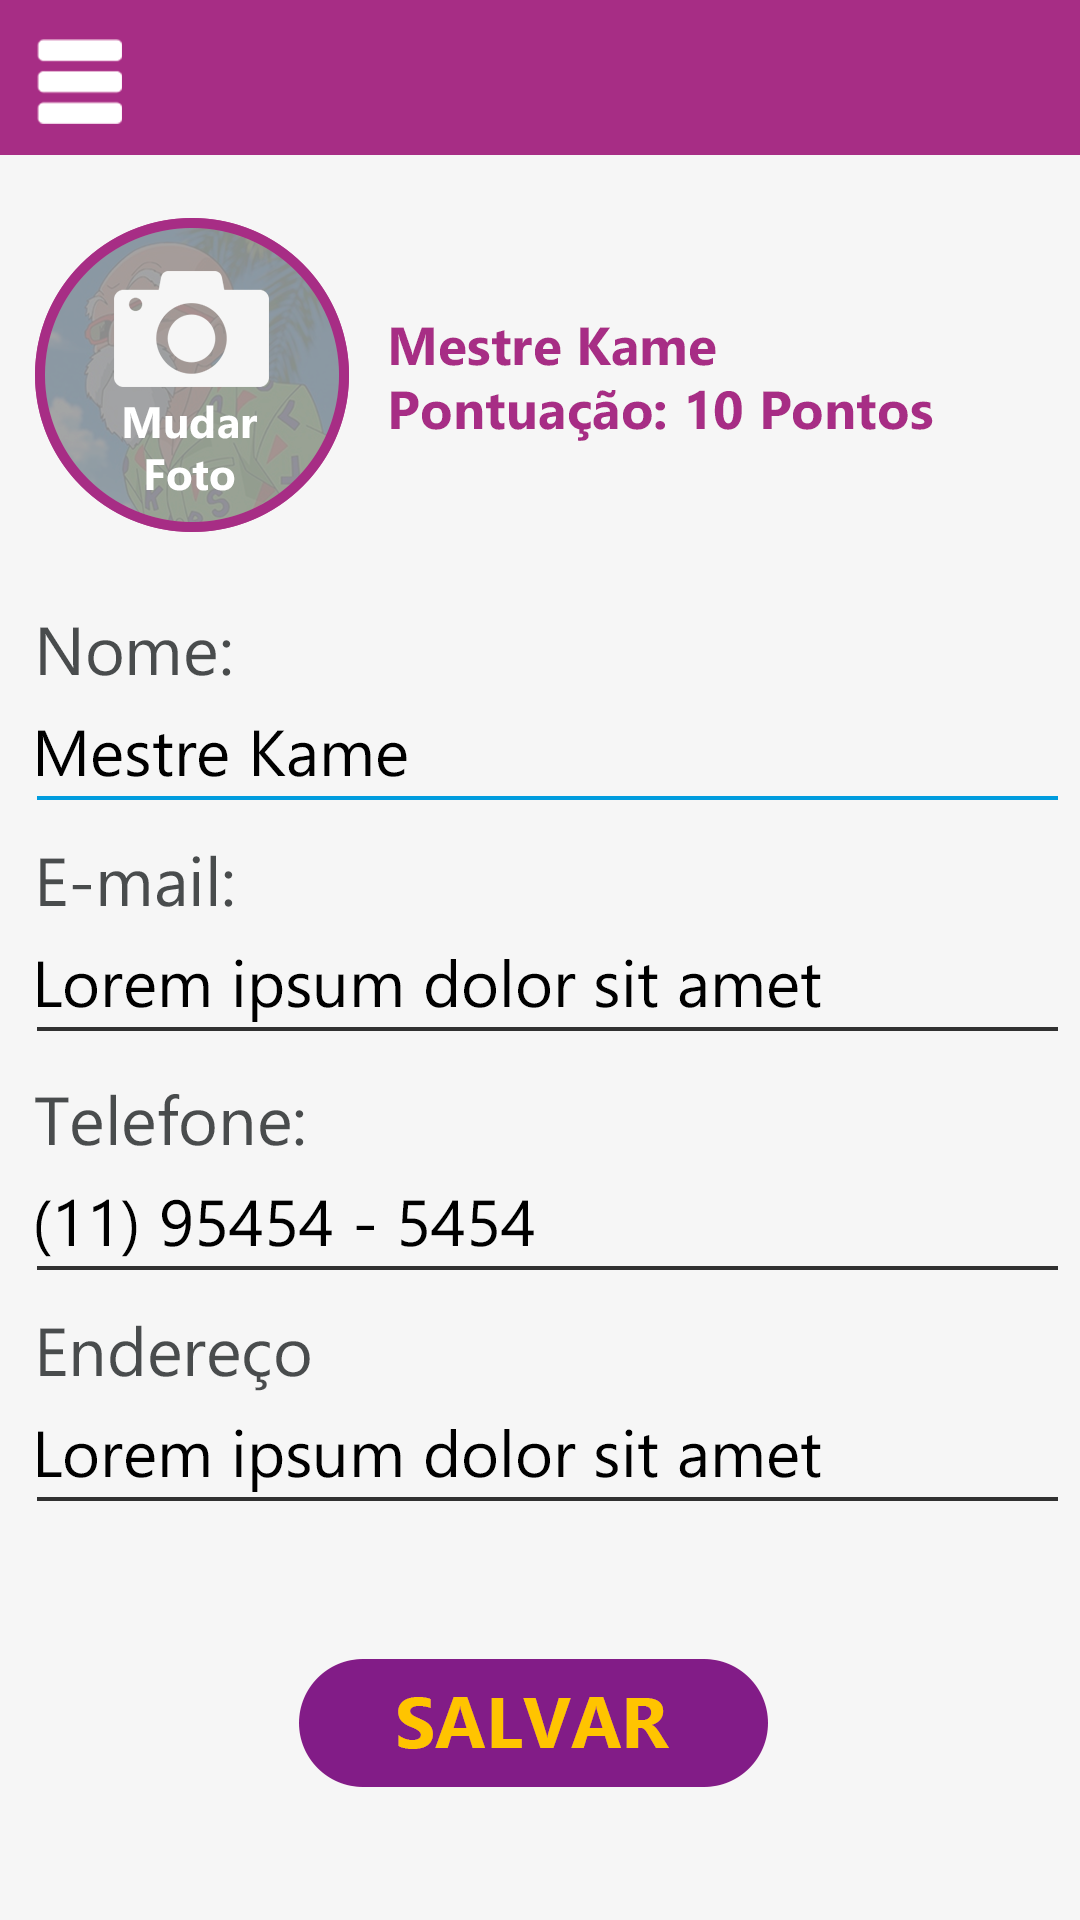 Mudar
Foto
Mestre Kame
Pontuação: 10 Pontos
Nome:
Mestre Kame
E-mail:
Lorem ipsum dolor sit amet
Telefone:
(11) 95454 - 5454
Endereço
Lorem ipsum dolor sit amet
SALVAR